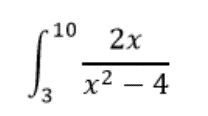 ∫₃¹⁰ 2x / (x² − 4)